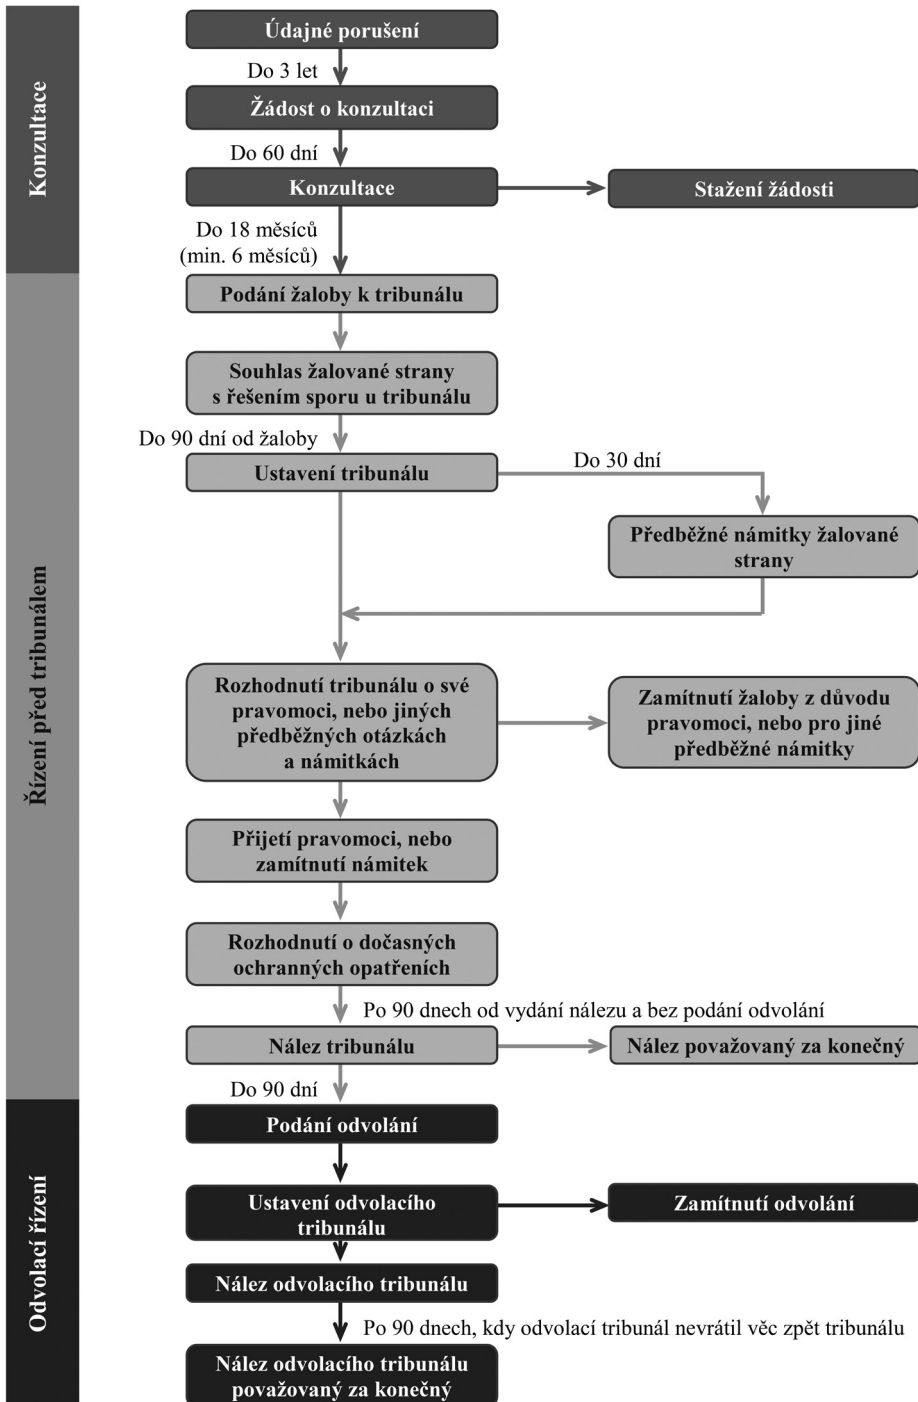 Konzultace
Údajné porušení
Do 3 let
Žádost o konzultaci
Do 60 dní
Konzultace
Stažení žádosti
Do 18 měsíců
(min. 6 měsíců)
Řízení před tribunálem
Podání žaloby k tribunálu
Souhlas žalované strany
s řešením sporu u tribunálu
Do 90 dní od žaloby
Ustavení tribunálu
Do 30 dní
Předběžné námitky žalované
strany
Rozhodnutí tribunálu o své
pravomoci, nebo jiných
předběžných otázkách
a námitkách
Zamítnutí žaloby z důvodu
pravomoci, nebo pro jiné
předběžné námitky
Přijetí pravomoci, nebo
zamítnutí námitek
Rozhodnutí o dočasných
ochranných opatřeních
Po 90 dnech od vydání nálezu a bez podání odvolání
Nález tribunálu
Nález považovaný za konečný
Do 90 dní
Odvolací řízení
Podání odvolání
Ustavení odvolacího
tribunálu
Zamítnutí odvolání
Nález odvolacího tribunálu
Po 90 dnech, kdy odvolací tribunál nevrátil věc zpět tribunálu
Nález odvolacího tribunálu
považovaný za konečný